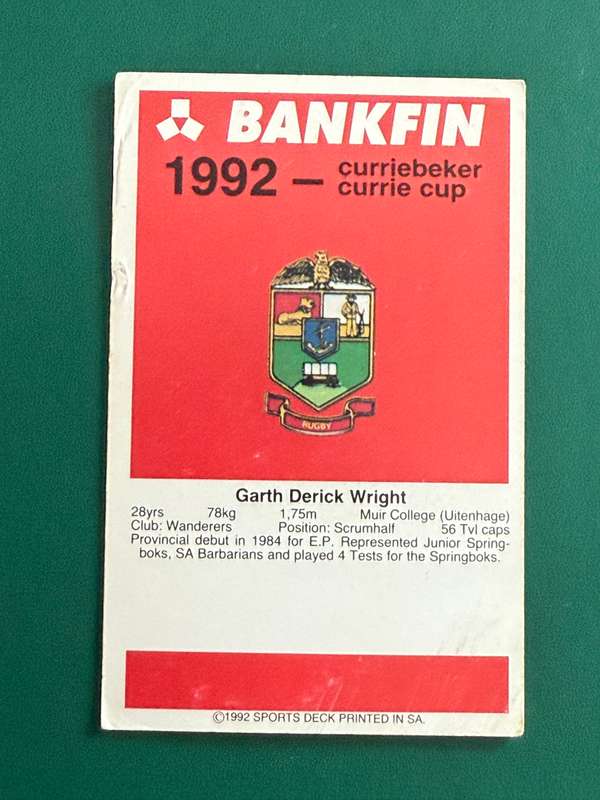 BANKFIN
1992 – curriebeker
currie cup
RUGBY
Garth Derick Wright
28yrs 78kg 1,75m Muir College (Uitenhage)
Club: Wanderers Position: Scrumhalf 56 Tvl caps
Provincial debut in 1984 for E.P. Represented Junior Spring-
boks, SA Barbarians and played 4 Tests for the Springboks.
©1992 SPORTS DECK PRINTED IN SA.